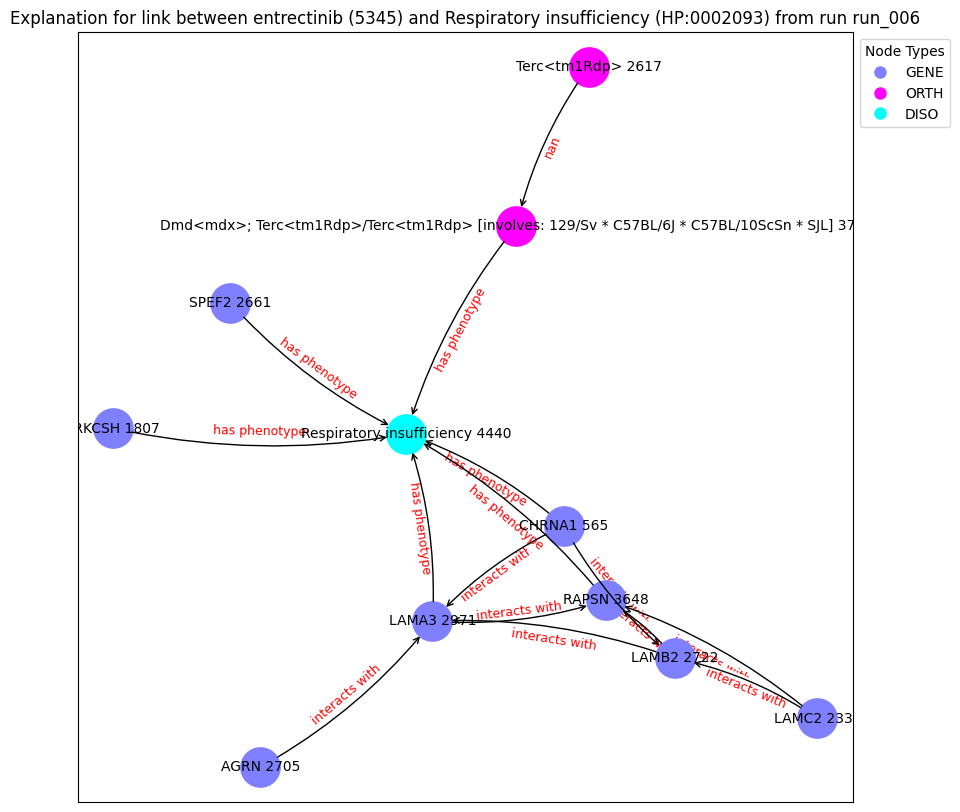 Explanation for link between entrectinib (5345) and Respiratory insufficiency (HP:0002093) from run run_006
Node Types
GENE
ORTH
DISO
Terc<tm1Rdp> 2617
nan
Dmd<mdx>; Terc<tm1Rdp>/Terc<tm1Rdp> [involves: 129/Sv * C57BL/6J * C57BL/10ScSn * SJL] 37
has phenotype
SPEF2 2661
has phenotype
RKCSH 1807
has phenotype
Respiratory insufficiency 4440
has phenotype
has phenotype
has phenotype
CHRNA1 565
interacts with
RAPSN 3648
interacts with
LAMA3 2971
interacts with
LAMB2 2722
interacts with
interacts with
LAMC2 233
interacts with
AGRN 2705